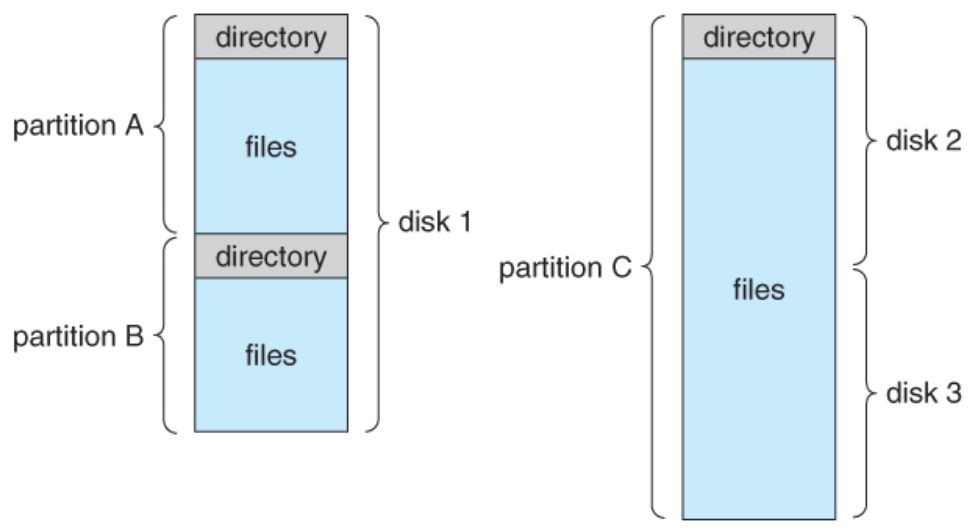 directory
partition A
files
disk 1
directory
partition B
files
directory
disk 2
partition C
files
disk 3